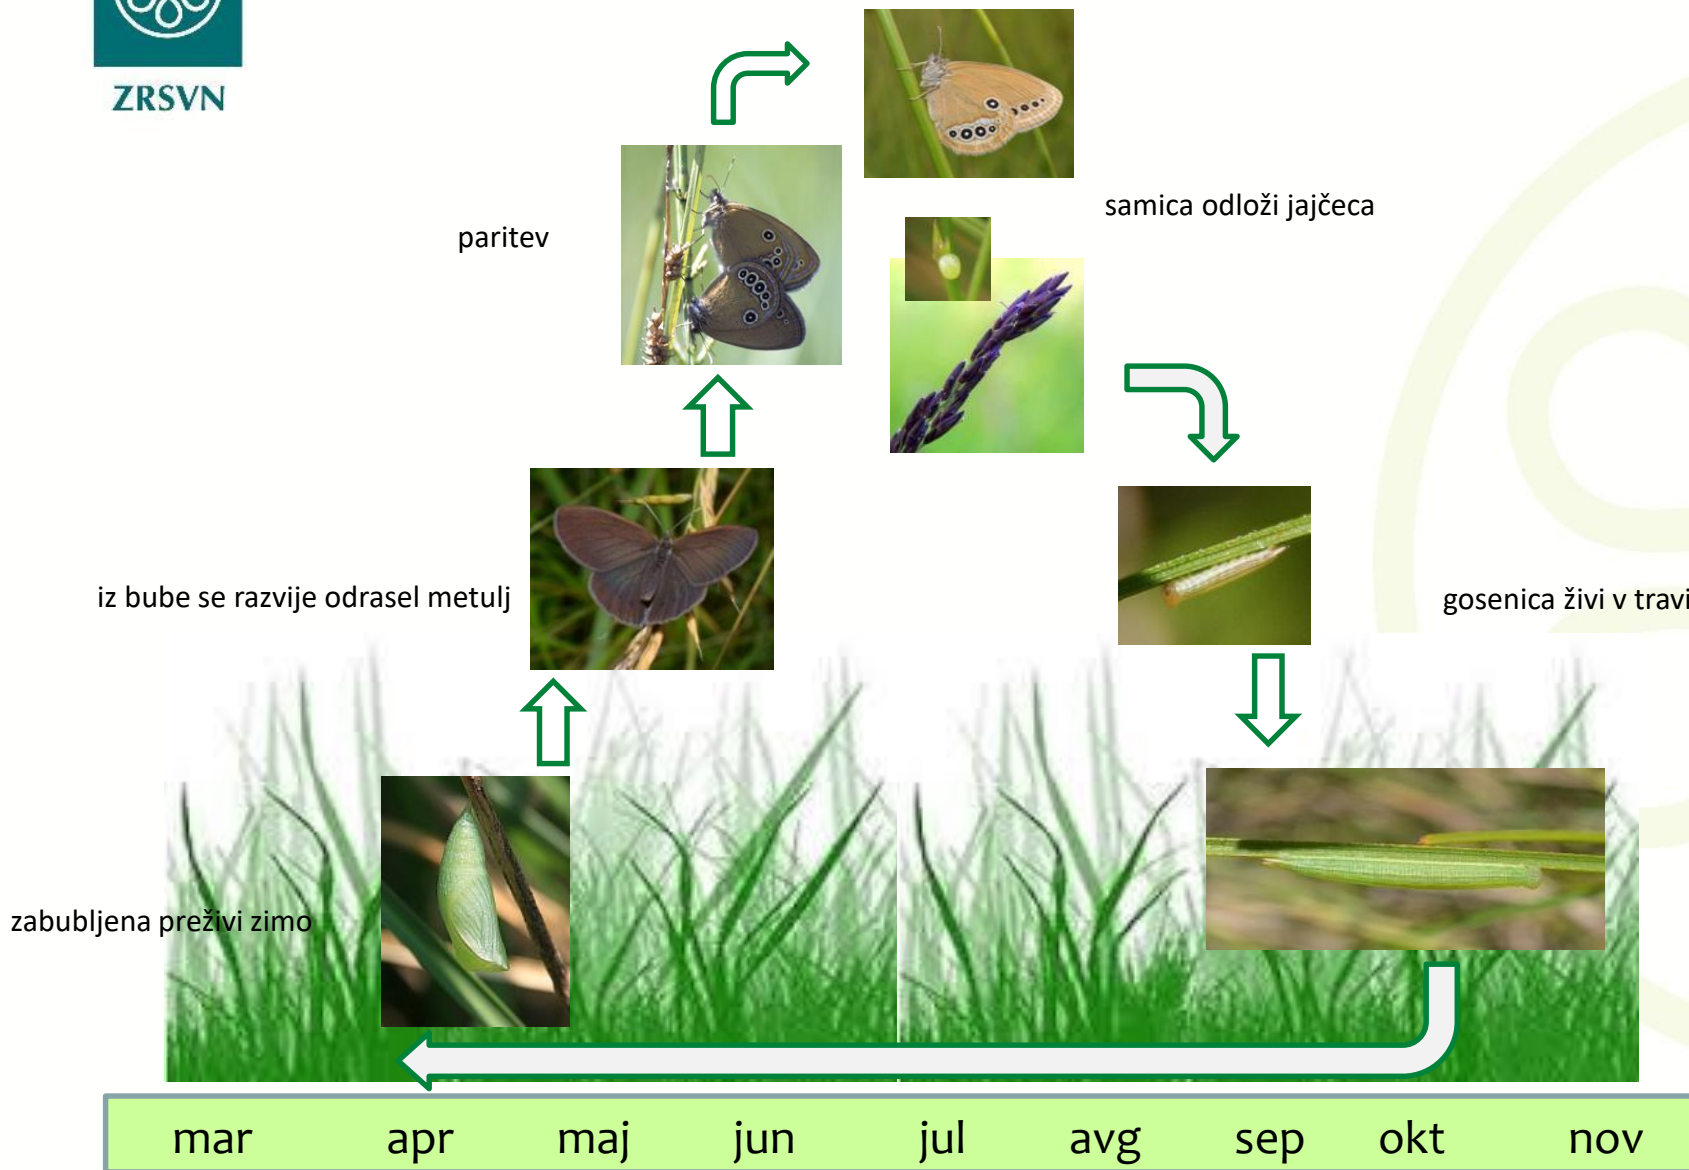 ZRSVN
samica odloži jajčeca
paritev
iz bube se razvije odrasel metulj
gosenica živi v travi
zabubljena preživi zimo
mar apr maj jun jul avg sep okt nov